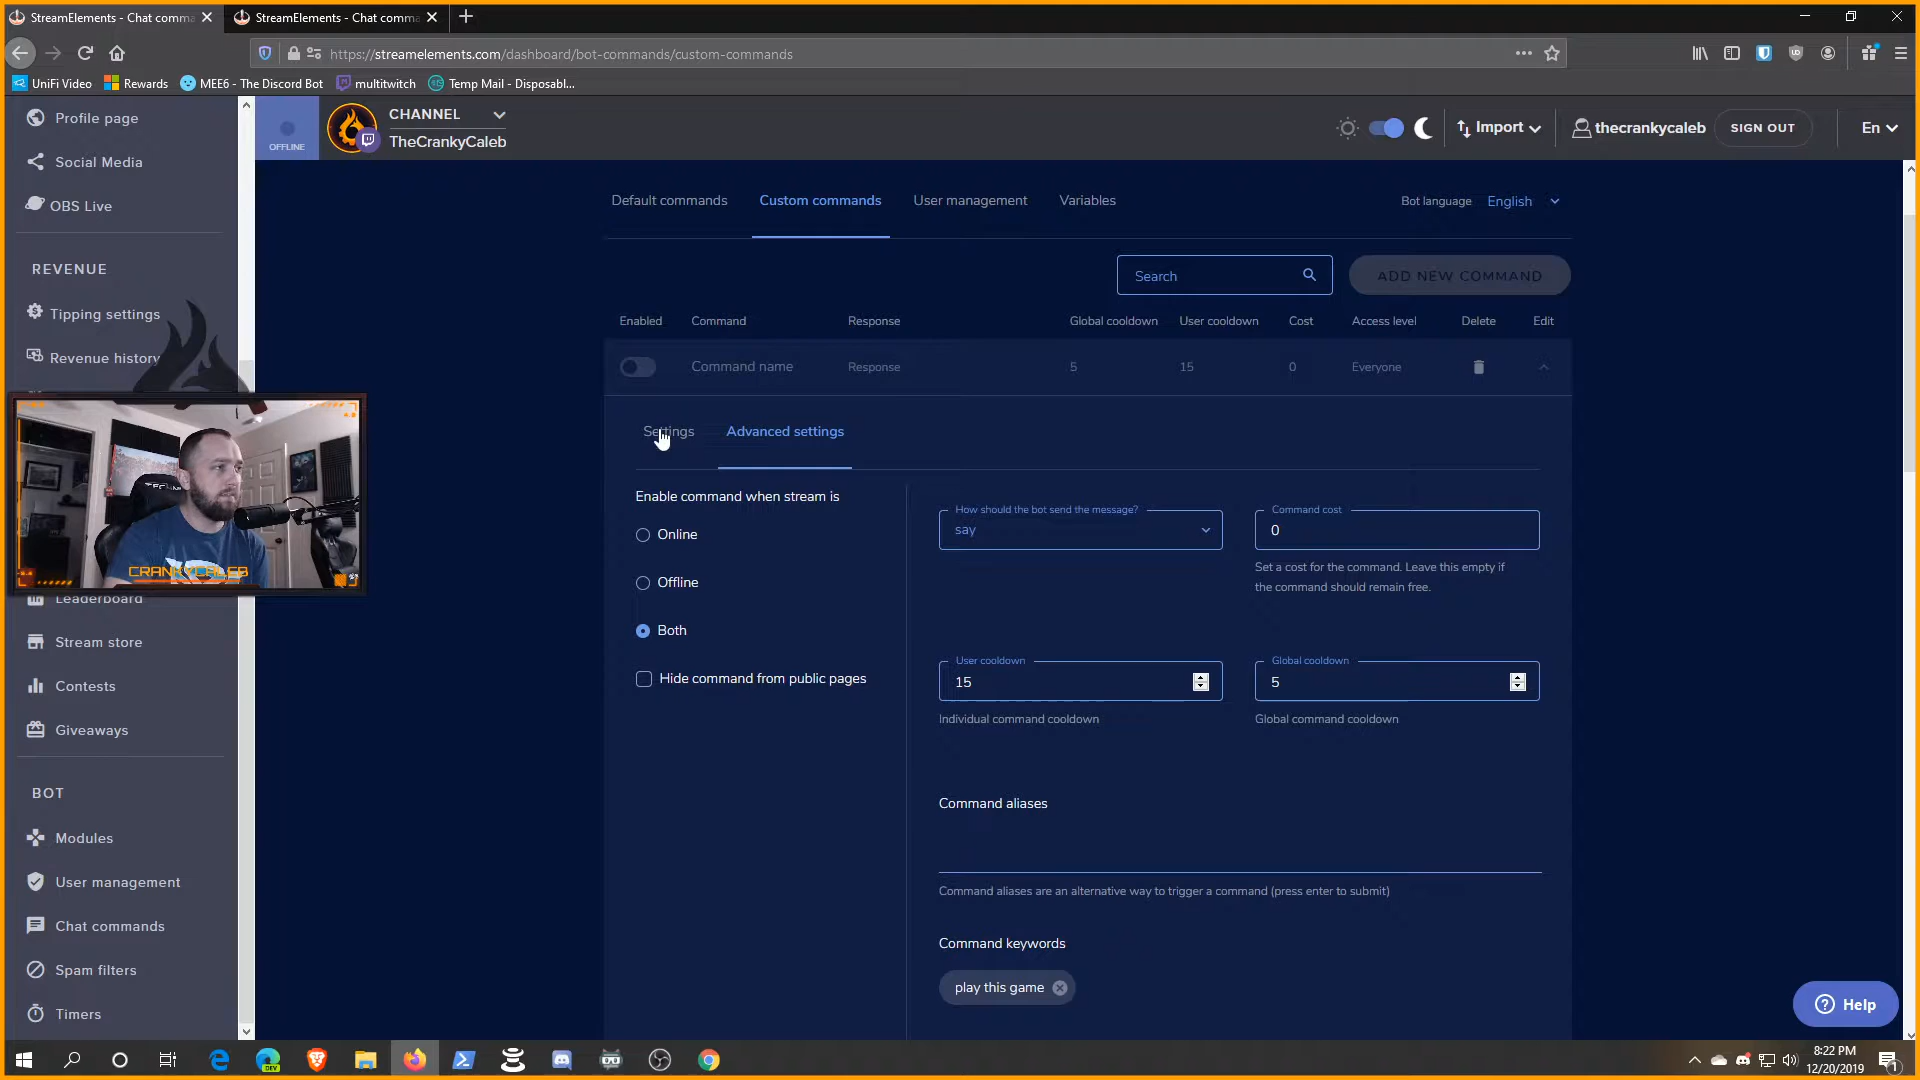 StreamElements - Chat comma
StreamElements - Chat comma
https://streamelements.com/dashboard/bot-commands/custom-commands
UniFi Video
Rewards
MEE6 - The Discord Bot
multitwitch
Temp Mail - Disposabl...
Profile page
Social Media
OBS Live
REVENUE
Tipping settings
Revenue history
Leaderboard
Stream store
Contests
Giveaways
BOT
Modules
User management
Chat commands
Spam filters
Timers
OFFLINE
CHANNEL
TheCrankyCaleb
Import
thecrankycaleb
SIGN OUT
En
Default commands
Custom commands
User management
Variables
Bot language
English
Search
ADD NEW COMMAND
Enabled
Command
Response
Global cooldown
User cooldown
Cost
Access level
Delete
Edit
Command name
Response
5
15
0
Everyone
Settings
Advanced settings
Enable command when stream is
Online
Offline
Both
Hide command from public pages
How should the bot send the message?
say
Command cost
0
Set a cost for the command. Leave this empty if
the command should remain free.
User cooldown
15
Individual command cooldown
Global cooldown
5
Global command cooldown
Command aliases
Command aliases are an alternative way to trigger a command (press enter to submit)
Command keywords
play this game
CRANKYCALEB
Help
DEV
8:22 PM
12/20/2019
1